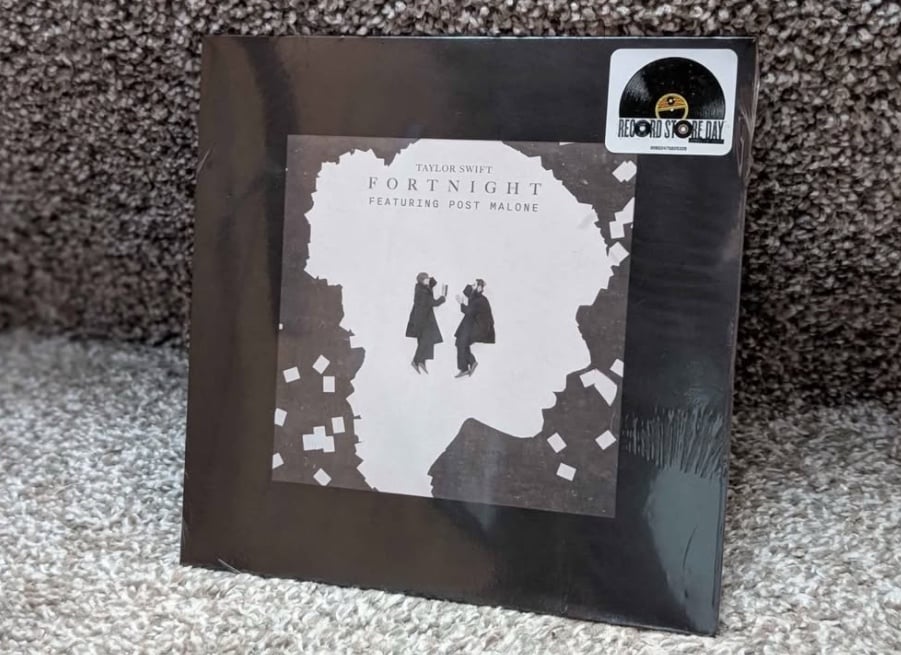 TAYLOR SWIFT
FORTNIGHT
FEATURING POST MALONE
RECORD STORE DAY